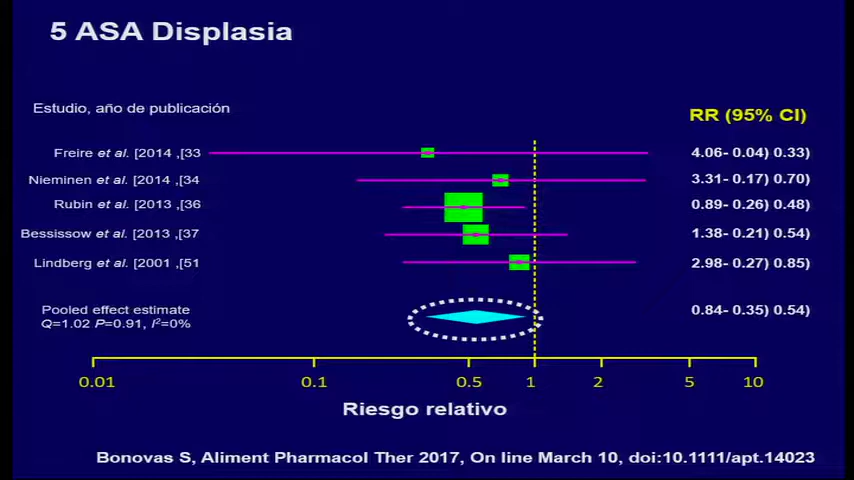 5 ASA Displasia
Estudio, año de publicación
RR (95% CI)
Freire et al. [2014 ,[33
4.06- 0.04) 0.33)
Nieminen et al. [2014 ,[34
3.31- 0.17) 0.70)
Rubin et al. [2013 ,[36
0.89- 0.26) 0.48)
Bessissow et al. [2013 ,[37
1.38- 0.21) 0.54)
Lindberg et al. [2001 ,[51
2.98- 0.27) 0.85)
Pooled effect estimate
0.84- 0.35) 0.54)
Q=1.02 P=0.91, I²=0%
0.01 0.1 0.5 1 2 5 10
Riesgo relativo
Bonovas S, Aliment Pharmacol Ther 2017, On line March 10, doi:10.1111/apt.14023